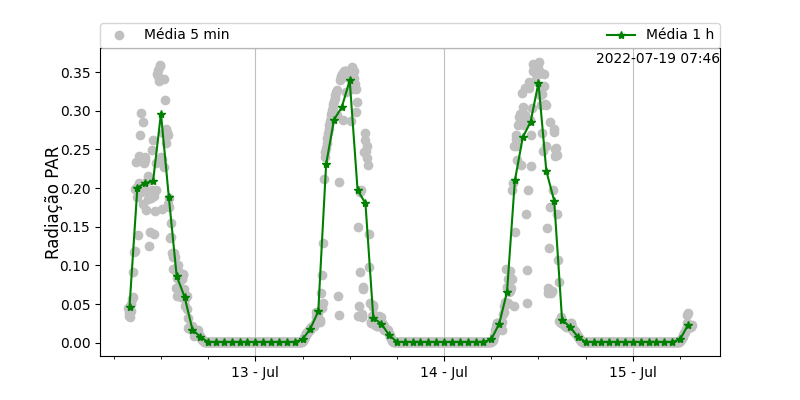 Média 5 min
Média 1 h
2022-07-19 07:46
Radiação PAR
0.35
0.30
0.25
0.20
0.15
0.10
0.05
0.00
13 - Jul
14 - Jul
15 - Jul